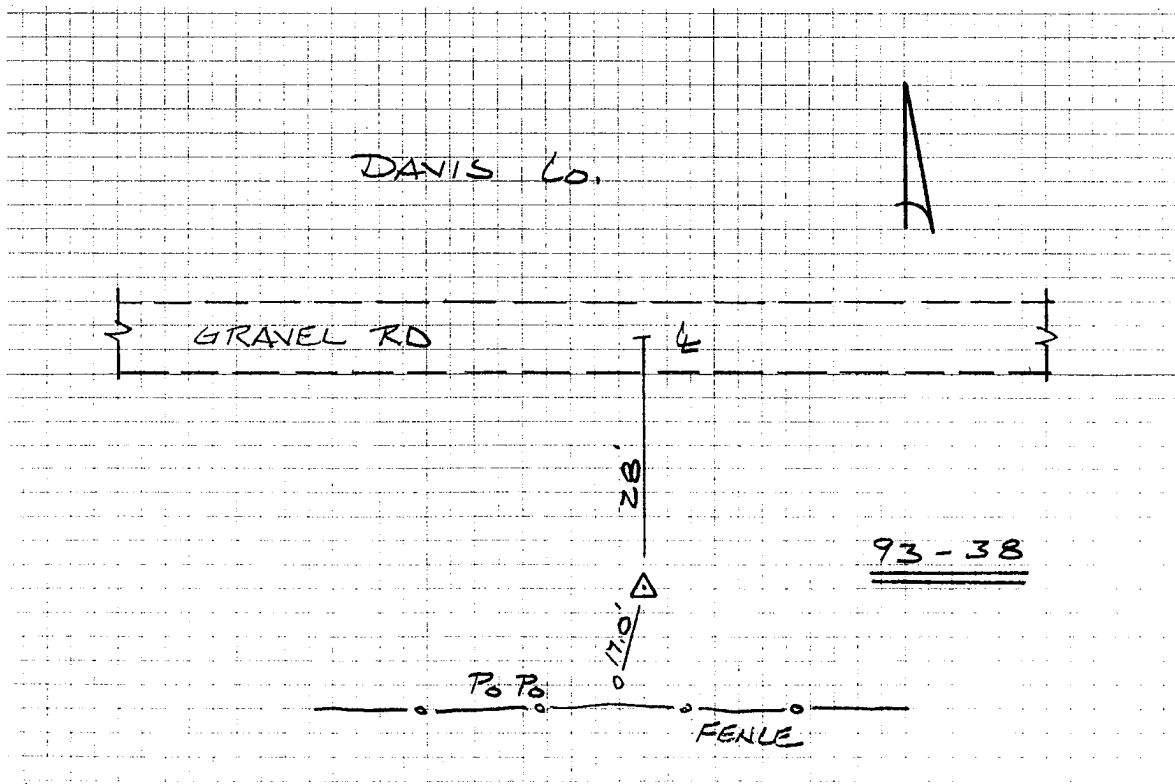 DAVIS Co.
GRAVEL RD
℄
28'
93-38
17.0'
Po Po
FENCE